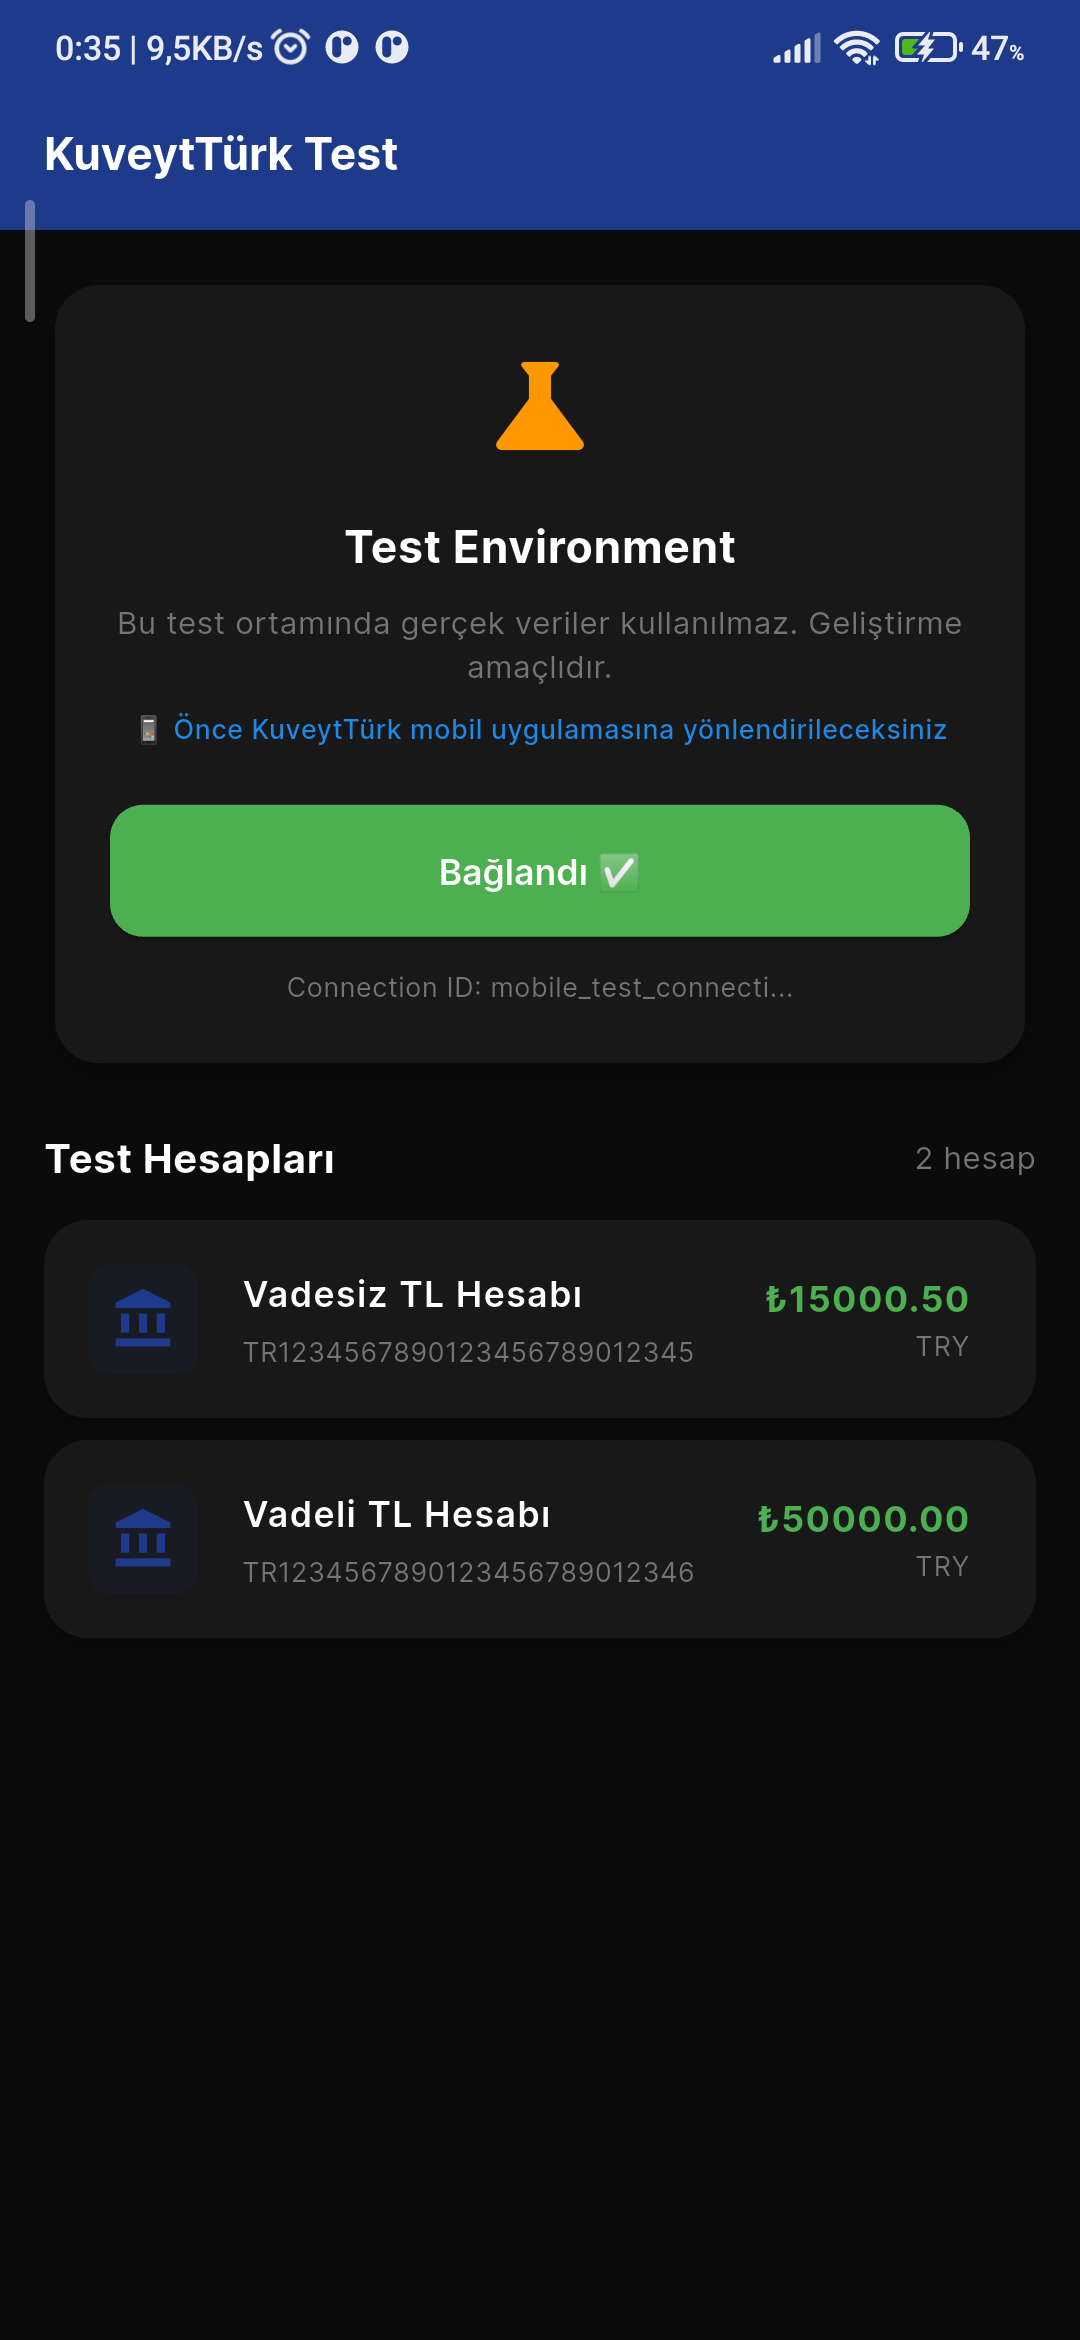 0:35 | 9,5KB/s
47%
KuveytTürk Test
Test Environment
Bu test ortamında gerçek veriler kullanılmaz. Geliştirme
amaçlıdır.
📱 Önce KuveytTürk mobil uygulamasına yönlendirileceksiniz
Bağlandı ✅
Connection ID: mobile_test_connecti...
Test Hesapları
2 hesap
Vadesiz TL Hesabı
₺15000.50
TR1234567890123456789012345
TRY
Vadeli TL Hesabı
₺50000.00
TR1234567890123456789012346
TRY